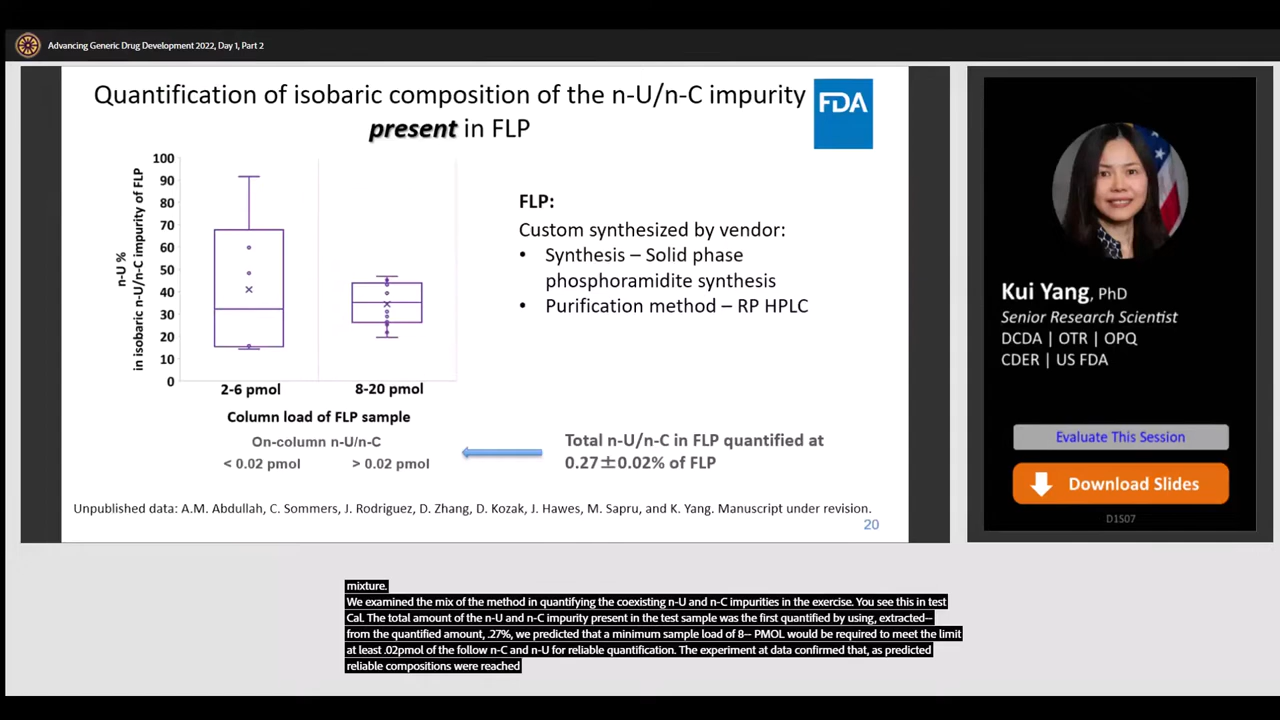 Advancing Generic Drug Development 2022, Day 1, Part 2
Quantification of isobaric composition of the n-U/n-C impurity
present in FLP
FDA
n-U %
in isobaric n-U/n-C impurity of FLP
100
90
80
70
60
50
40
30
20
10
0
2-6 pmol
8-20 pmol
Column load of FLP sample
On-column n-U/n-C
< 0.02 pmol
> 0.02 pmol
FLP:
Custom synthesized by vendor:
• Synthesis – Solid phase
phosphoramidite synthesis
• Purification method – RP HPLC
Total n-U/n-C in FLP quantified at
0.27±0.02% of FLP
Unpublished data: A.M. Abdullah, C. Sommers, J. Rodriguez, D. Zhang, D. Kozak, J. Hawes, M. Sapru, and K. Yang. Manuscript under revision.
20
Kui Yang, PhD
Senior Research Scientist
DCDA | OTR | OPQ
CDER | US FDA
Evaluate This Session
Download Slides
D1S07
mixture.
We examined the mix of the method in quantifying the coexisting n-U and n-C impurities in the exercise. You see this in test
Cal. The total amount of the n-U and n-C impurity present in the test sample was the first quantified by using, extracted--
from the quantified amount, .27%, we predicted that a minimum sample load of 8-- PMOL would be required to meet the limit
at least .02pmol of the follow n-C and n-U for reliable quantification. The experiment at data confirmed that, as predicted
reliable compositions were reached